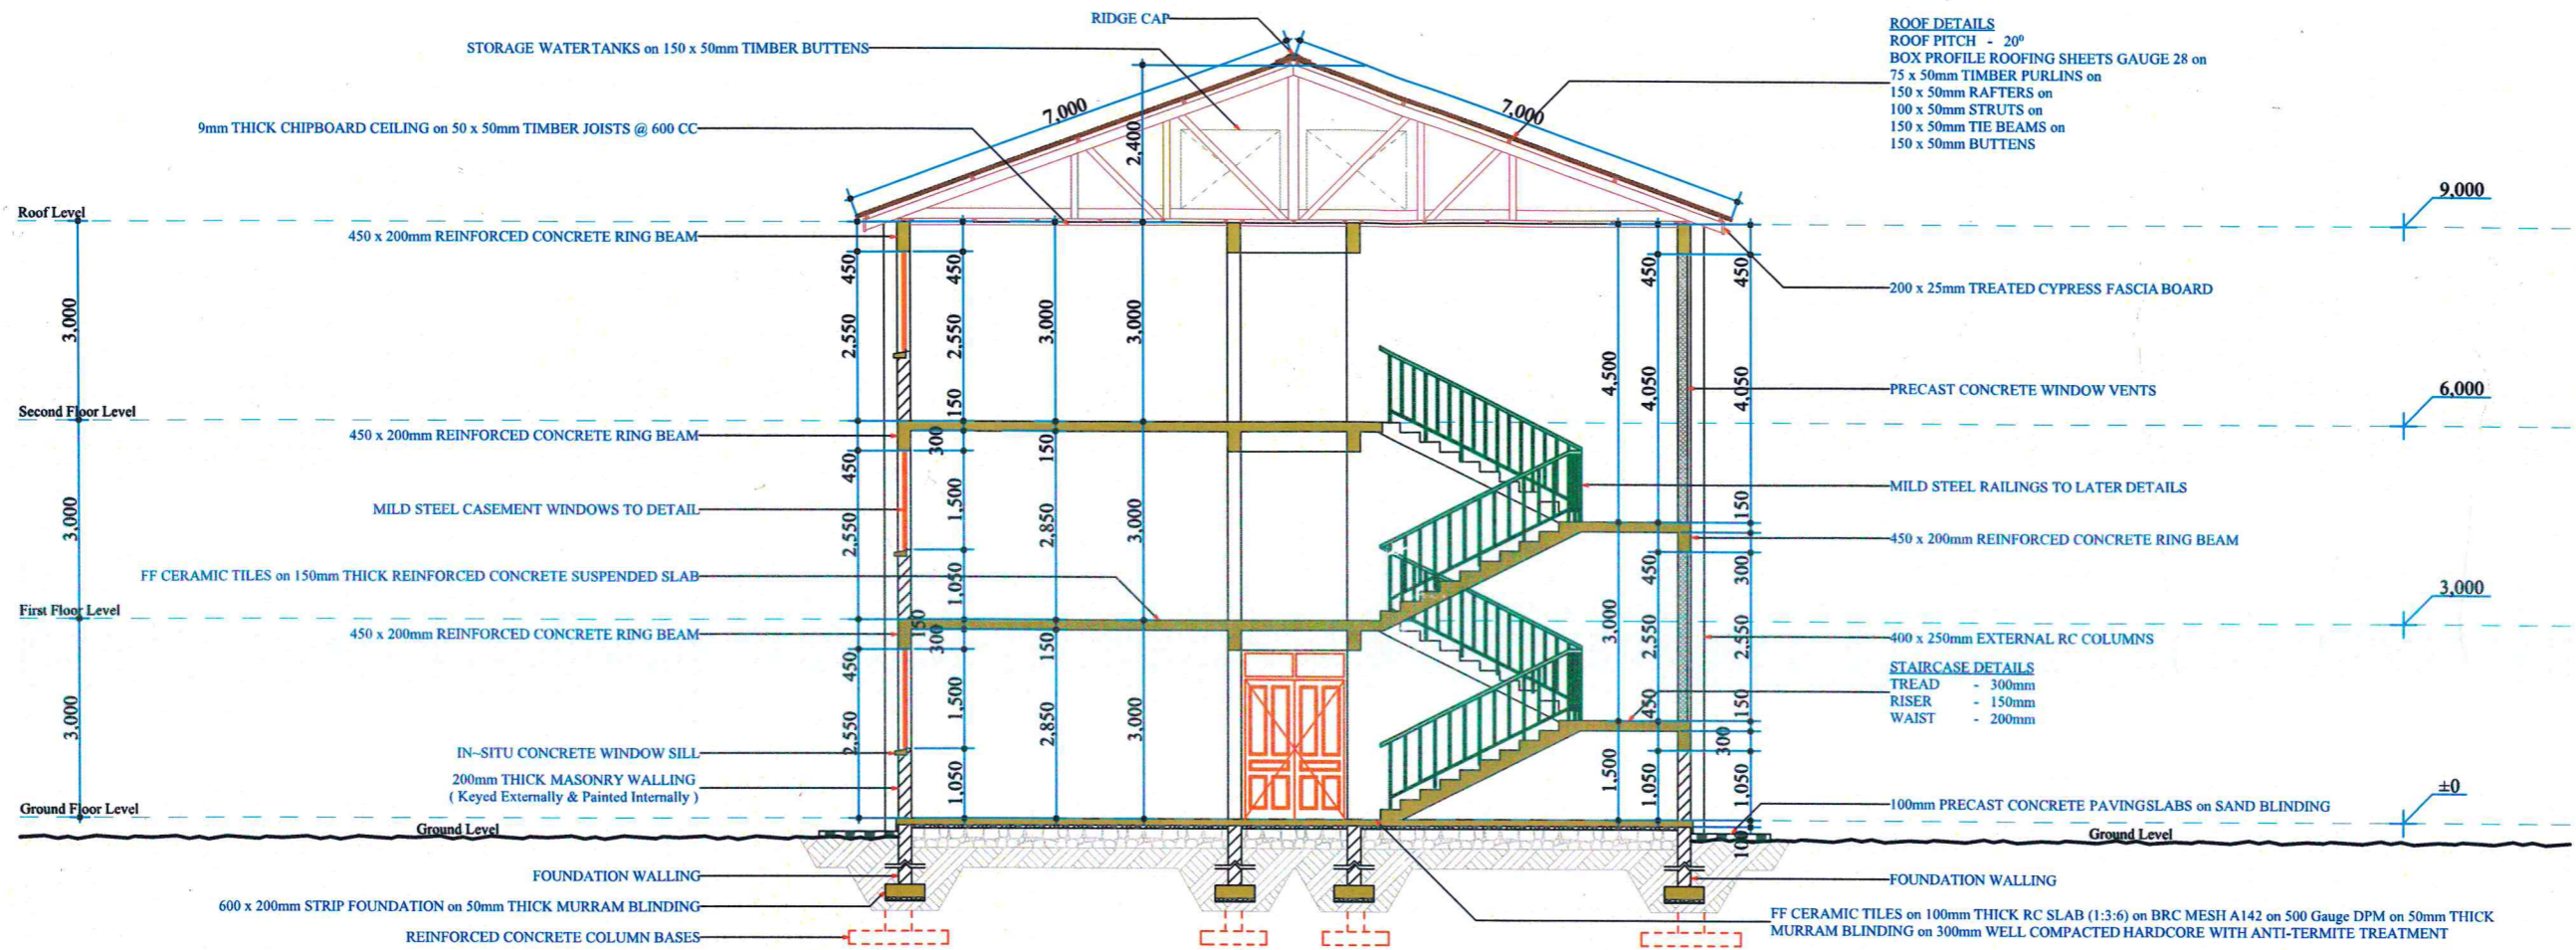 RIDGE CAP
STORAGE WATERTANKS on 150 x 50mm TIMBER BUTTENS
9mm THICK CHIPBOARD CEILING on 50 x 50mm TIMBER JOISTS @ 600 CC
ROOF DETAILS
ROOF PITCH - 20⁰
BOX PROFILE ROOFING SHEETS GAUGE 28 on
75 x 50mm TIMBER PURLINS on
150 x 50mm RAFTERS on
100 x 50mm STRUTS on
150 x 50mm TIE BEAMS on
150 x 50mm BUTTENS
7,000
7,000
2,400
Roof Level
9,000
450 x 200mm REINFORCED CONCRETE RING BEAM
450
450
450
450
200 x 25mm TREATED CYPRESS FASCIA BOARD
3,000
2,550
2,550
3,000
3,000
4,500
4,050
4,050
PRECAST CONCRETE WINDOW VENTS
Second Floor Level
150
6,000
450 x 200mm REINFORCED CONCRETE RING BEAM
450
300
150
MILD STEEL CASEMENT WINDOWS TO DETAIL
MILD STEEL RAILINGS TO LATER DETAILS
3,000
2,550
1,500
2,850
3,000
150
450 x 200mm REINFORCED CONCRETE RING BEAM
450
300
FF CERAMIC TILES on 150mm THICK REINFORCED CONCRETE SUSPENDED SLAB
1,050
First Floor Level
3,000
450 x 200mm REINFORCED CONCRETE RING BEAM
150
300
150
450
3,000
2,550
2,550
400 x 250mm EXTERNAL RC COLUMNS
STAIRCASE DETAILS
TREAD - 300mm
RISER - 150mm
WAIST - 200mm
3,000
2,550
1,500
2,850
3,000
450
150
300
IN~SITU CONCRETE WINDOW SILL
200mm THICK MASONRY WALLING
( Keyed Externally & Painted Internally )
1,050
1,500
1,050
1,050
Ground Floor Level
±0
100mm PRECAST CONCRETE PAVINGSLABS on SAND BLINDING
Ground Level
Ground Level
100
FOUNDATION WALLING
FOUNDATION WALLING
600 x 200mm STRIP FOUNDATION on 50mm THICK MURRAM BLINDING
REINFORCED CONCRETE COLUMN BASES
FF CERAMIC TILES on 100mm THICK RC SLAB (1:3:6) on BRC MESH A142 on 500 Gauge DPM on 50mm THICK
MURRAM BLINDING on 300mm WELL COMPACTED HARDCORE WITH ANTI-TERMITE TREATMENT